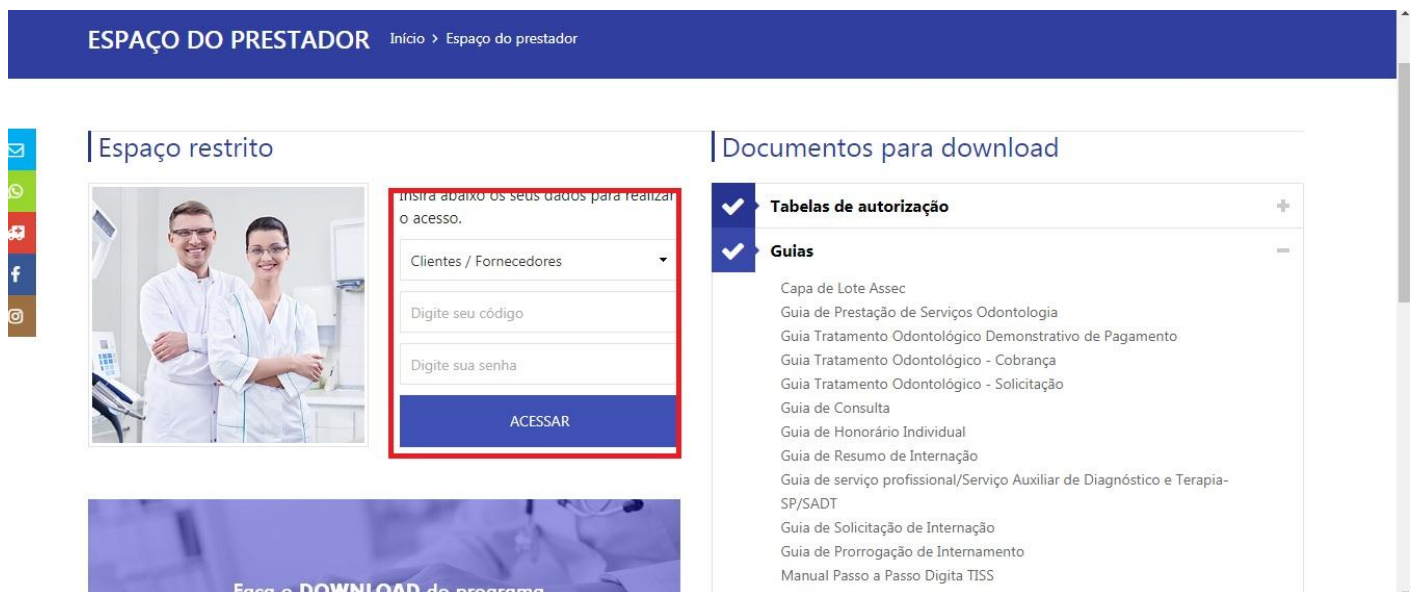 ESPAÇO DO PRESTADOR Início > Espaço do prestador
Espaço restrito
Insira abaixo os seus dados para realizar
o acesso.
Clientes / Fornecedores
Digite seu código
Digite sua senha
ACESSAR
Faça o DOWNLOAD do programa
Documentos para download
Tabelas de autorização
Guias
Capa de Lote Assec
Guia de Prestação de Serviços Odontologia
Guia Tratamento Odontológico Demonstrativo de Pagamento
Guia Tratamento Odontológico - Cobrança
Guia Tratamento Odontológico - Solicitação
Guia de Consulta
Guia de Honorário Individual
Guia de Resumo de Internação
Guia de serviço profissional/Serviço Auxiliar de Diagnóstico e Terapia-
SP/SADT
Guia de Solicitação de Internação
Guia de Prorrogação de Internamento
Manual Passo a Passo Digita TISS